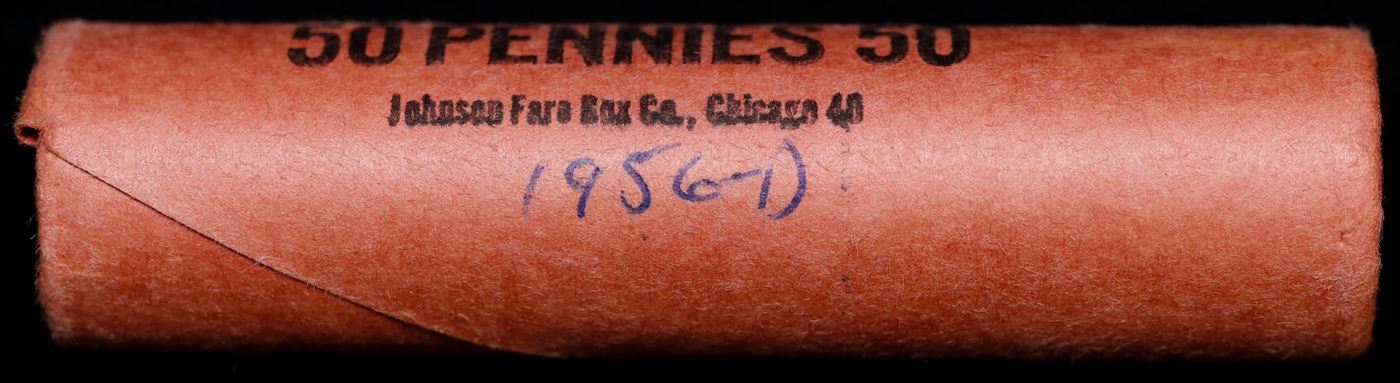 50 PENNIES 50
Johnson Fare Box Co., Chicago 40
1956-D